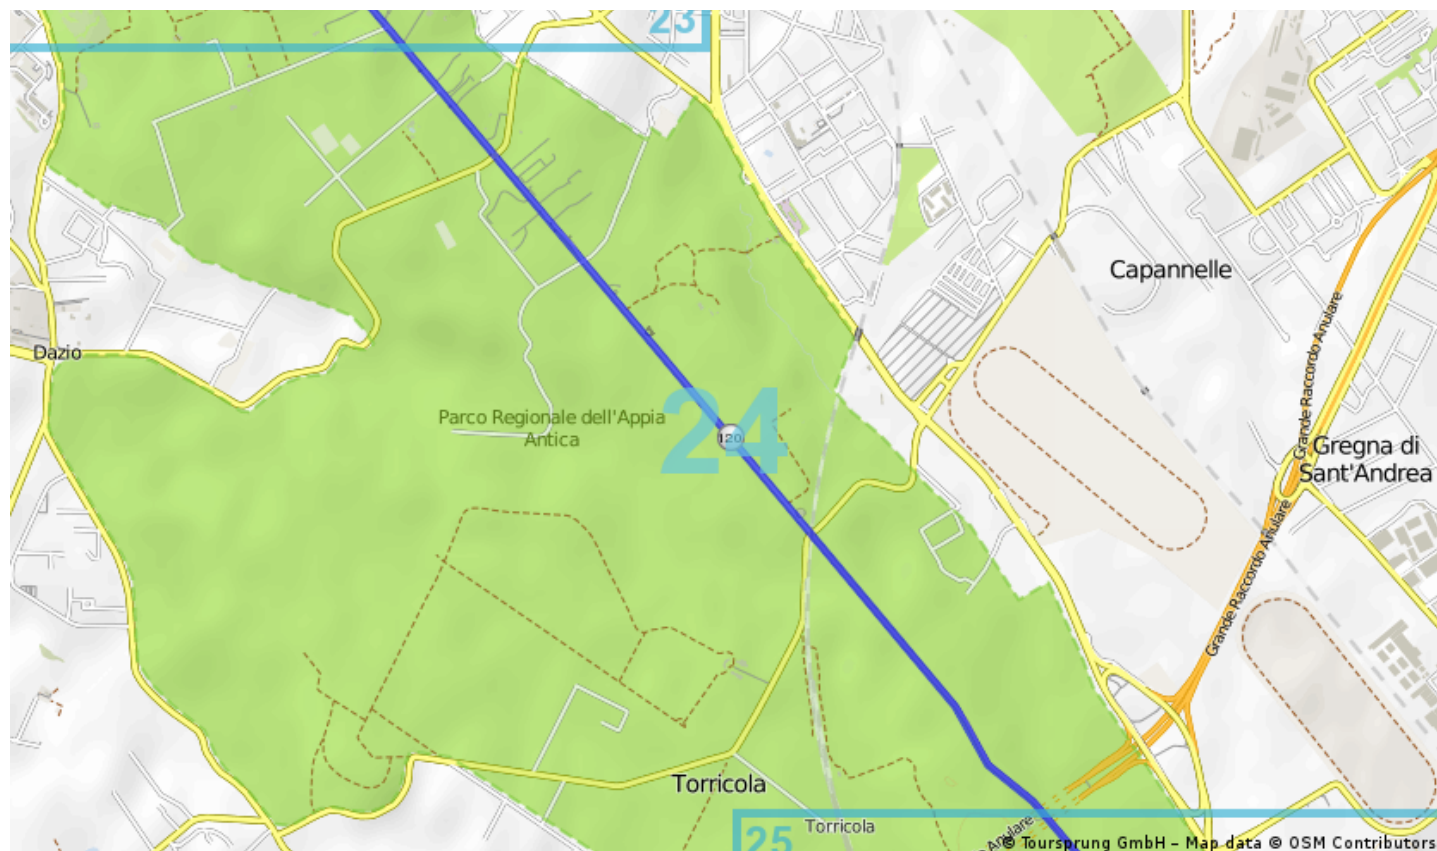 23
Capannelle
Grande Raccordo Anulare
Dazio
Parco Regionale dell'Appia
Antica
24
120
Gregna di
Sant'Andrea
Grande Raccordo Anulare
Torricola
25
Torricola
Anulare
© Toursprung GmbH – Map data © OSM Contributors